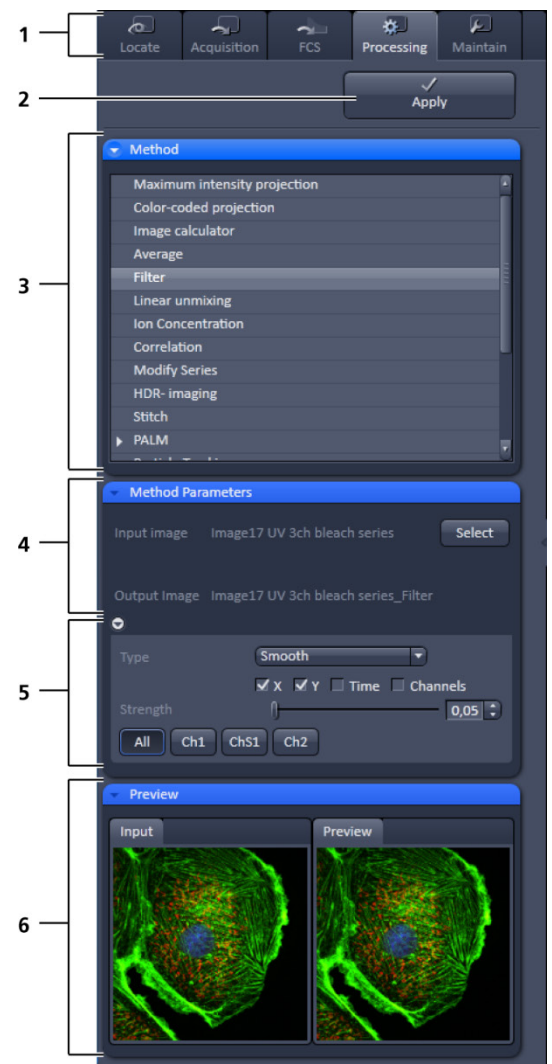 1
Locate Acquisition FCS Processing Maintain
2
Apply
3
Method
Maximum intensity projection
Color-coded projection
Image calculator
Average
Filter
Linear unmixing
Ion Concentration
Correlation
Modify Series
HDR- imaging
Stitch
PALM
4
Method Parameters
Input image Image17 UV 3ch bleach series Select
Output Image Image17 UV 3ch bleach series_Filter
5
Type Smooth
X Y Time Channels
Strength 0,05
All Ch1 ChS1 Ch2
6
Preview
Input Preview